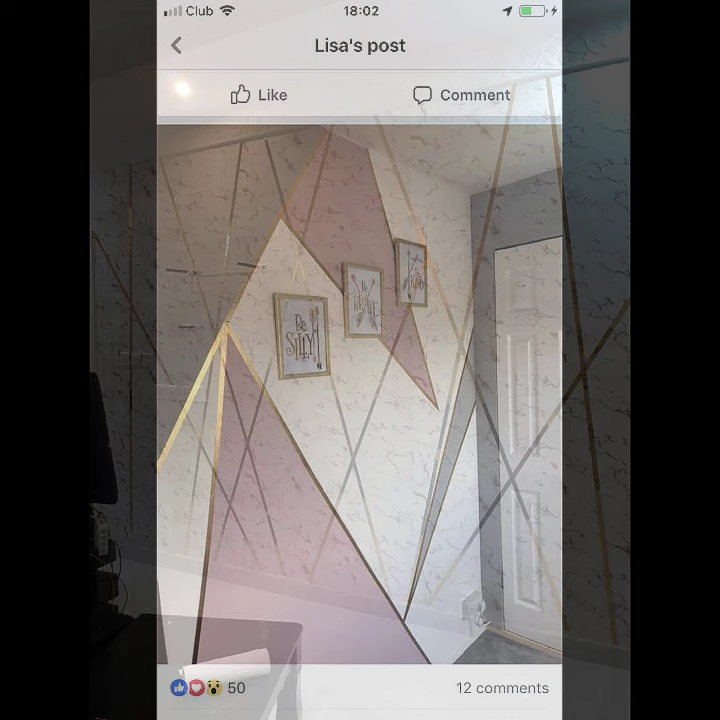 Club 18:02
Lisa's post
Like Comment
Be
KIND
Be
BRAVE
Be
SILLY
50 12 comments